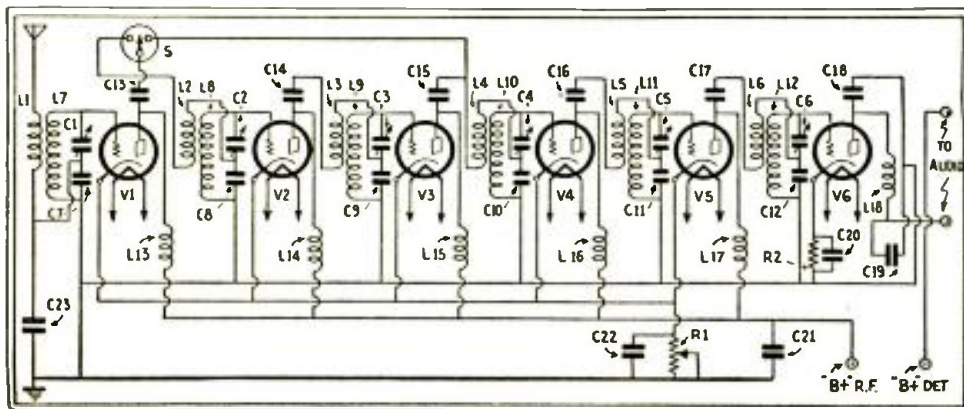 S
C13
L1
L7
C1
C7
V1
L13
C23
L2
L8
C2
C14
C8
V2
L14
L3
L9
C3
C15
C9
V3
L15
L4
L10
C4
C16
C10
V4
L16
L5
L11
C5
C17
C11
V5
L17
L6
L12
C6
C18
C12
V6
L18
TO
AUDIO
R2
C20
C19
C22
R1
C21
"B+" R.F.
"B+" DET